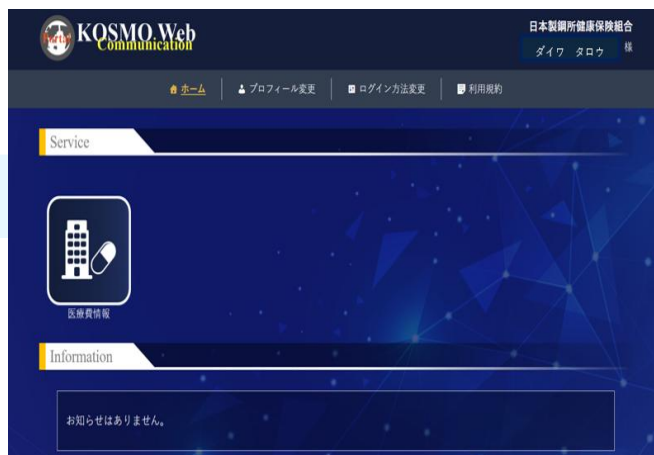 Portal
KOSMO Web
Communication
日本製鋼所健康保険組合
ダイワ タロウ 様
ホーム
プロフィール変更
ログイン方法変更
利用規約
Service
医療費情報
Information
お知らせはありません。